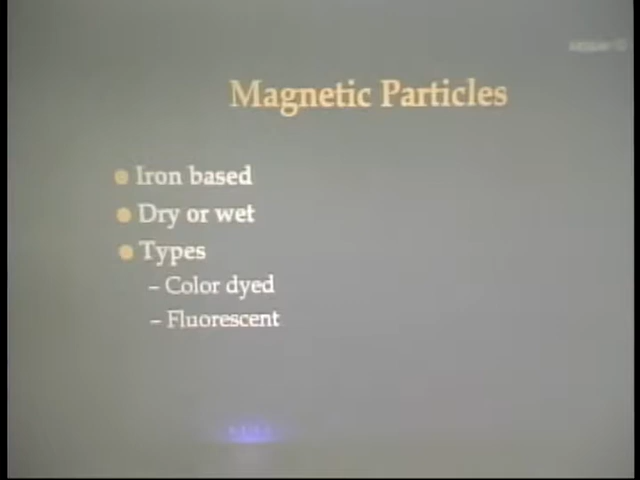 Magnetic Particles
Iron based
Dry or wet
Types
– Color dyed
– Fluorescent